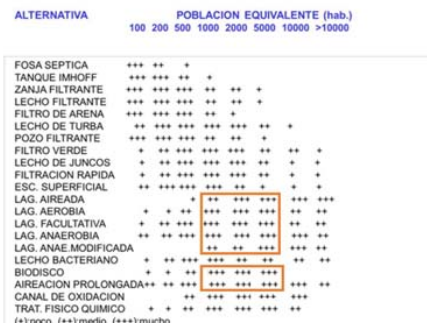 ALTERNATIVA POBLACION EQUIVALENTE (hab.)
100 200 500 1000 2000 5000 10000 >10000
FOSA SEPTICA +++ ++ +
TANQUE IMHOFF +++ +++ ++ +
ZANJA FILTRANTE +++ +++ +++ ++ ++ +
LECHO FILTRANTE +++ +++ +++ ++ ++ +
FILTRO DE ARENA +++ +++ +++ ++ +
LECHO DE TURBA ++ +++ +++ +++ +++ ++ +
POZO FILTRANTE +++ +++ +++ ++ ++
FILTRO VERDE + ++ +++ +++ +++ ++ ++ +
LECHO DE JUNCOS + ++ +++ +++ ++ ++ + +
FILTRACION RAPIDA + ++ +++ +++ +++ ++ + +
ESC. SUPERFICIAL ++ +++ +++ +++ ++ + + +
LAG. AIREADA + ++ +++ +++ +++ +++
LAG. AEROBIA + + ++ +++ +++ +++ ++ ++
LAG. FACULTATIVA + ++ +++ +++ +++ +++ +++ ++
LAG. ANAEROBIA ++ ++ +++ +++ +++ +++ +++ ++
LAG. ANAE.MODIFICADA ++ ++ +++ +++ ++
LECHO BACTERIANO + ++ +++ +++ ++ ++ ++ ++
BIODISCO + + ++ +++ +++ +++
AIREACION PROLONGADA ++ ++ +++ +++ +++ +++ +++ ++
CANAL DE OXIDACION ++ +++ +++ +++ +++
TRAT. FISICO QUIMICO + + ++ +++ +++ +++ ++ ++
(+):poco, (++):medio, (+++):mucho